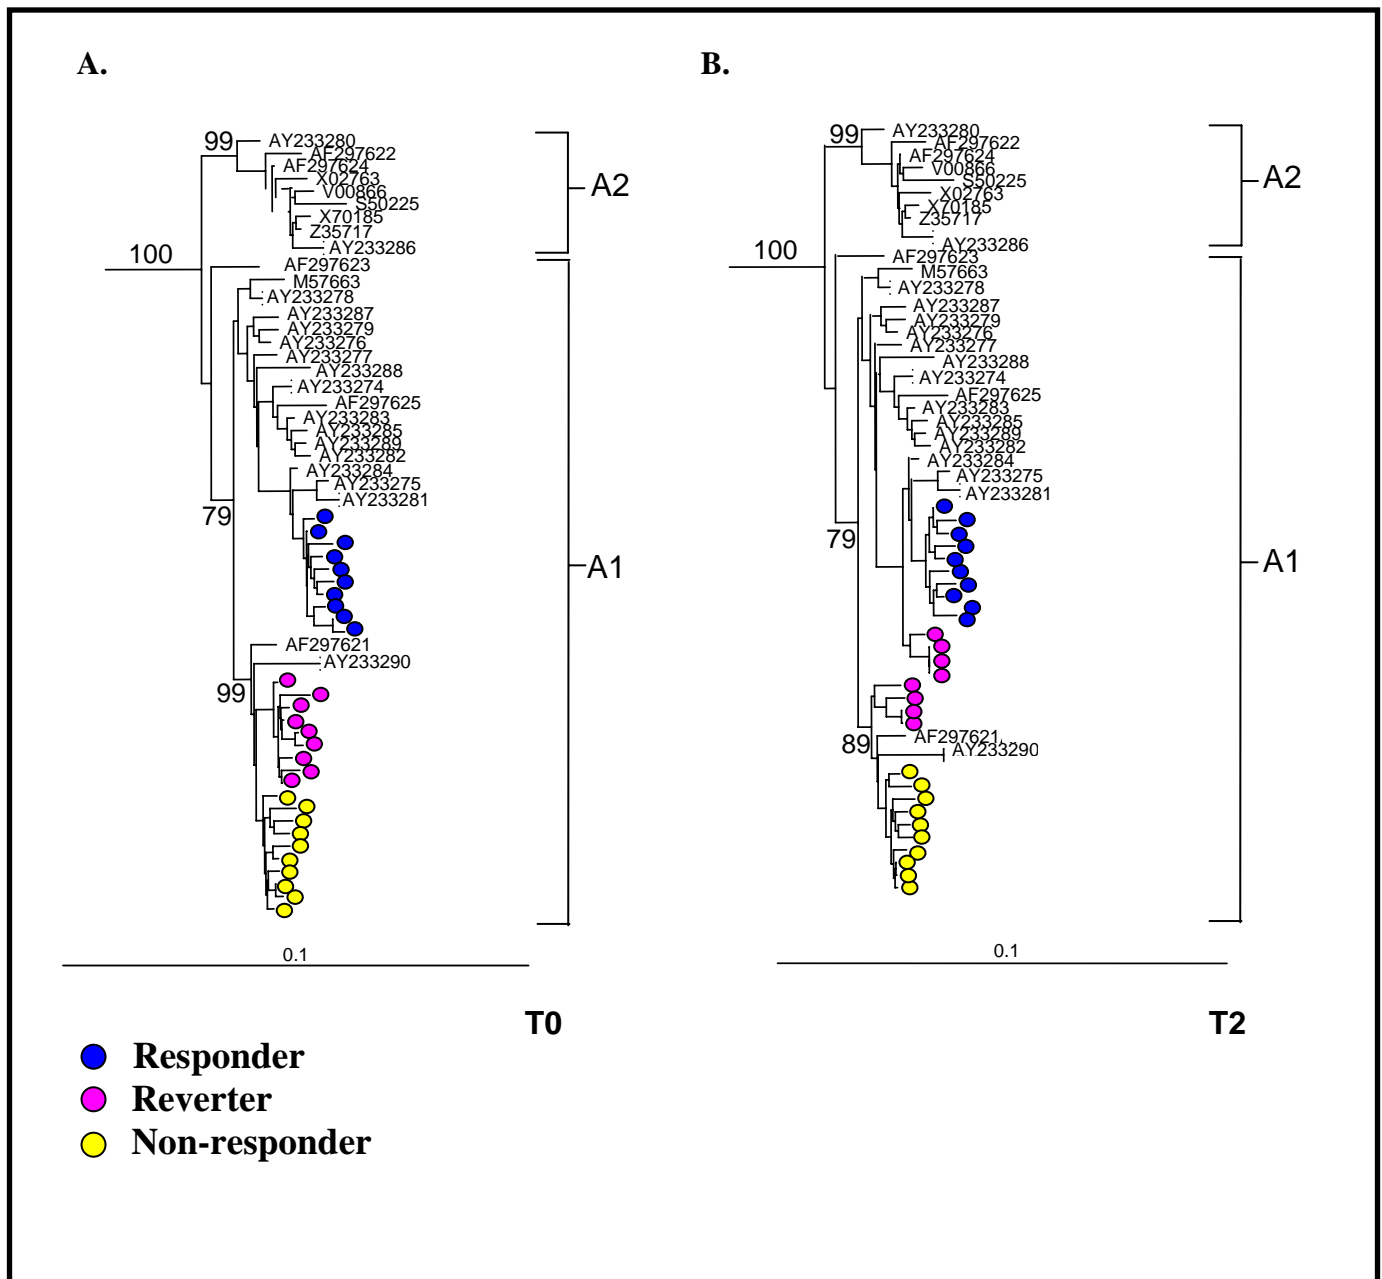 A.
B.
99
AY233280
AF297622
AF297624
X02763
V00866
S50225
X70185
Z35717
AY233286
A2
100
AF297623
M57663
AY233278
AY233287
AY233279
AY233276
AY233277
AY233288
AY233274
AF297625
AY233283
AY233285
AY233289
AY233282
AY233284
AY233275
AY233281
79
A1
AF297621
AY233290
99
0.1
T0
99
AY233280
AF297622
AF297624
V00866
S50225
X02763
X70185
Z35717
AY233286
A2
100
AF297623
M57663
AY233278
AY233287
AY233279
AY233276
AY233277
AY233288
AY233274
AF297625
AY233283
AY233285
AY233289
AY233282
AY233284
AY233275
AY233281
79
A1
89
AF297621
AY233290
0.1
T2
Responder
Reverter
Non-responder